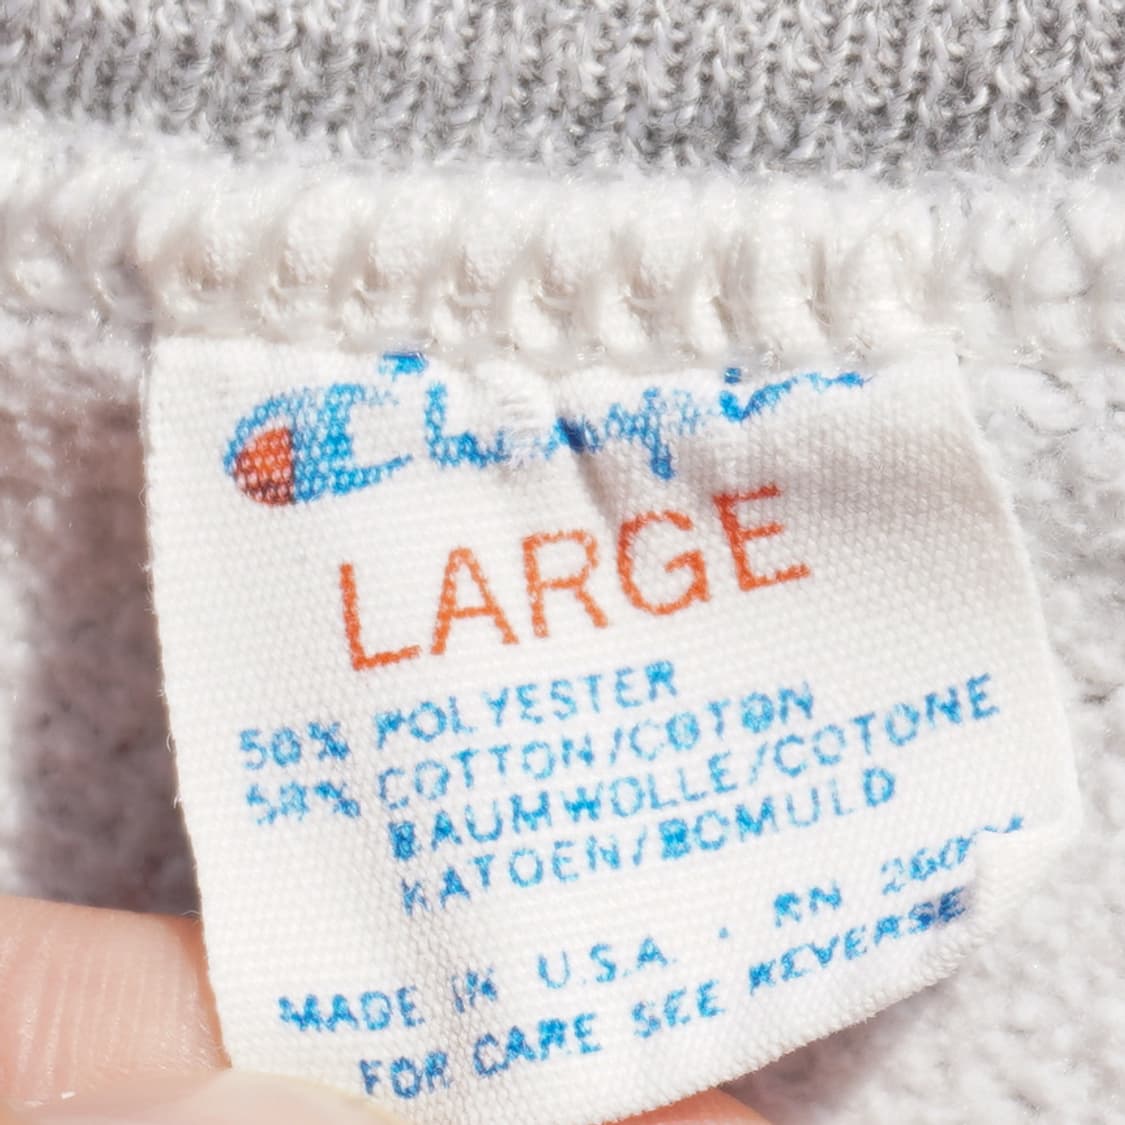 Champion
LARGE
50% POLYESTER
50% COTTON/COTON
BAUMWOLLE/COTONE
KATOEN/BOMULD
MADE IN U.S.A. · RN
FOR CARE SEE REVERSE